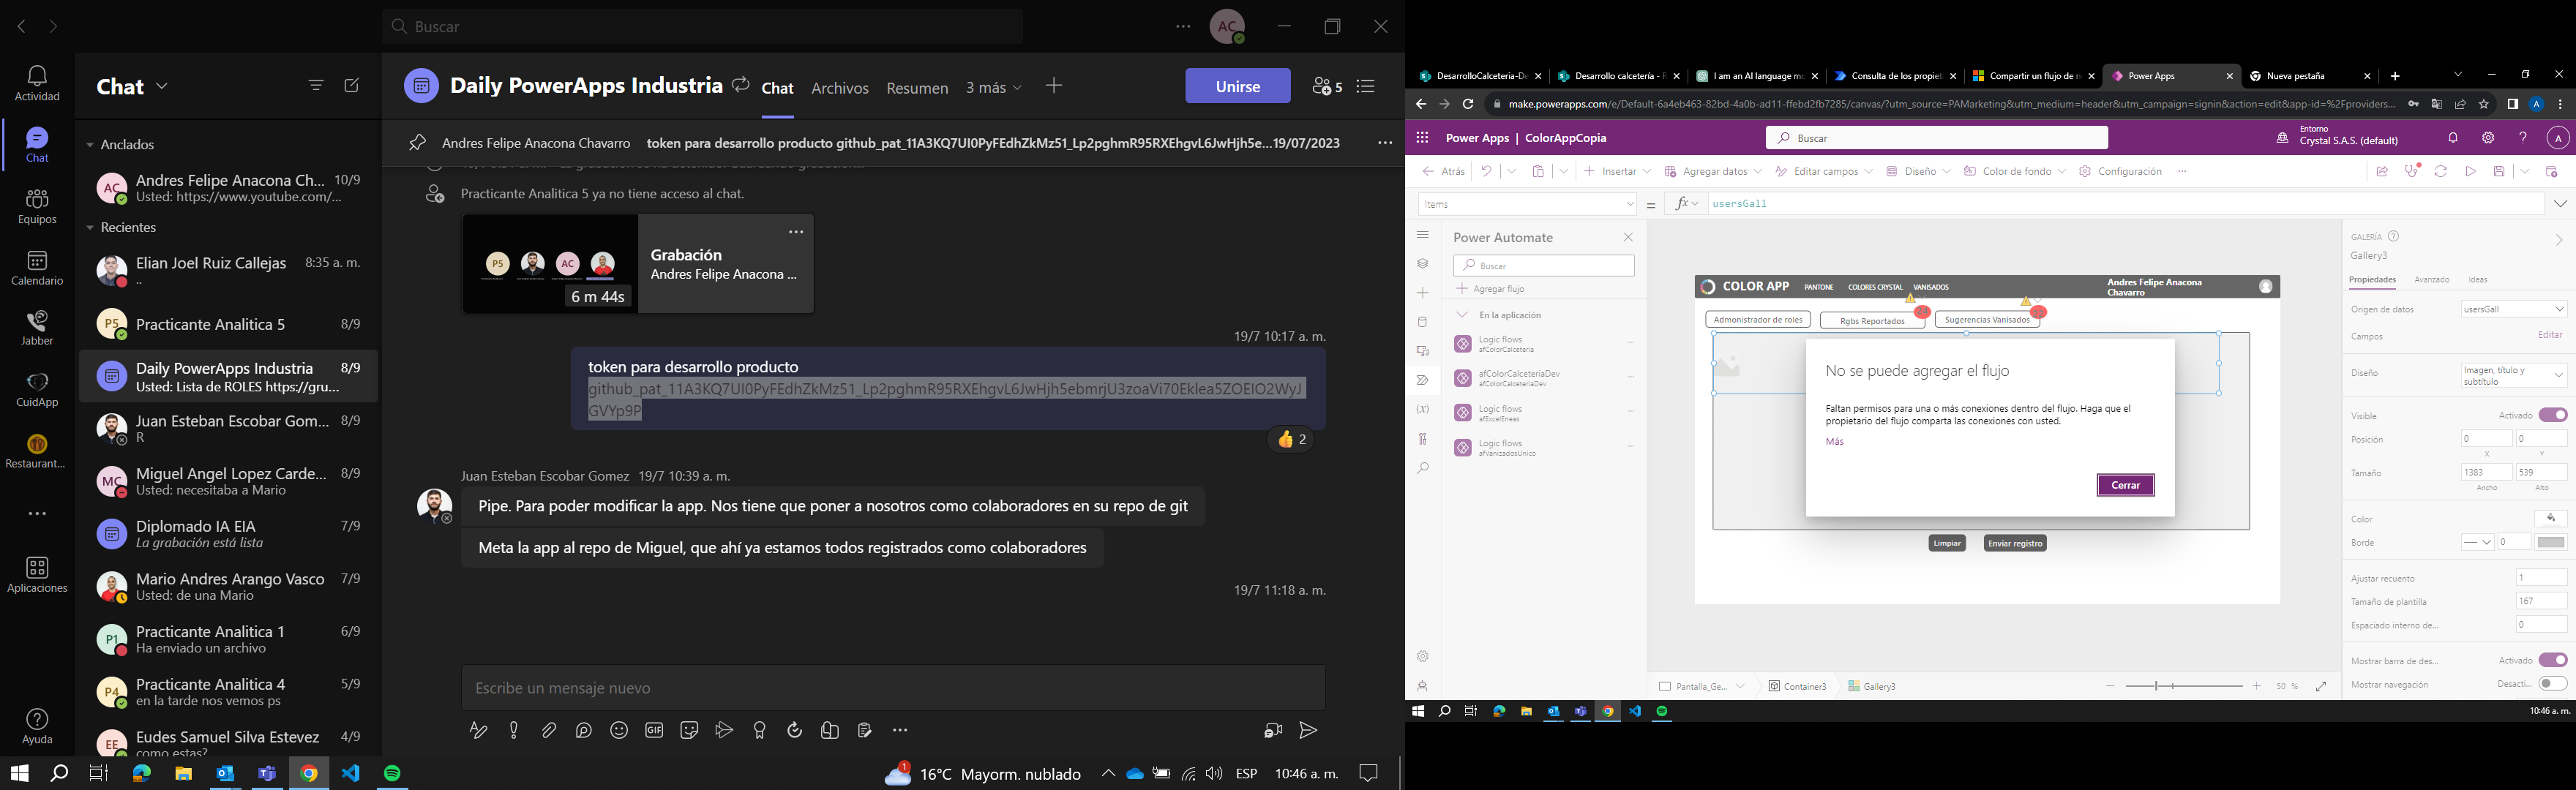 Buscar
AC
Actividad
Chat
Equipos
Calendario
Jabber
CuidApp
Restaurant...
Aplicaciones
Ayuda
Chat
Anclados
AC
Andres Felipe Anacona Ch... 10/9
Usted: https://www.youtube.com/...
Recientes
Elian Joel Ruiz Callejas 8:35 a. m.
..
P5
Practicante Analitica 5 8/9
Daily PowerApps Industria 8/9
Usted: Lista de ROLES https://gru...
Juan Esteban Escobar Gom... 8/9
R
MC
Miguel Angel Lopez Carde... 8/9
Usted: necesitaba a Mario
Diplomado IA EIA 7/9
La grabación está lista
Mario Andres Arango Vasco 7/9
Usted: de una Mario
P1
Practicante Analitica 1 6/9
Ha enviado un archivo
P4
Practicante Analitica 4 5/9
en la tarde nos vemos ps
EE
Eudes Samuel Silva Estevez 4/9
como estas?
Daily PowerApps Industria Chat Archivos Resumen 3 más Unirse 5
Andres Felipe Anacona Chavarro token para desarrollo producto 19/07/2023
Practicante Analitica 5 ya no tiene acceso al chat.
P5 AC
6 m 44s
Grabación
Andres Felipe Anacona ...
19/7 10:17 a. m.
token para desarrollo producto
2
Juan Esteban Escobar Gomez 19/7 10:39 a. m.
Pipe. Para poder modificar la app. Nos tiene que poner a nosotros como colaboradores en su repo de git
Meta la app al repo de Miguel, que ahí ya estamos todos registrados como colaboradores
19/7 11:18 a. m.
Escribe un mensaje nuevo
GIF
1 16°C Mayorm. nublado ESP 10:46 a. m.
DesarrolloCalceteria-De Desarrollo calcetería - R I am an AI language mo Consulta de los propiet Compartir un flujo de n Power Apps Nueva pestaña
make.powerapps.com/e/Default-6a4eb463-82bd-4a0b-ad11-ffebd2fb7285/canvas/?utm_source=PAMarketing&utm_medium=header&utm_campaign=signin&action=edit&app-id=%2Fproviders...
A
Power Apps | ColorAppCopia
Buscar
Entorno
Crystal S.A.S. (default)
A
Atrás Insertar Agregar datos Editar campos Diseño Color de fondo Configuración
Items = fx usersGall
Power Automate
Buscar
Agregar flujo
En la aplicación
Logic flows
afColorCalceteria
afColorCalceteriaDev
afColorCalceteriaDev
Logic flows
afExcelEneas
Logic flows
afVanizadosUnico
COLOR APP PANTONE COLORES CRYSTAL VANISADOS
Andres Felipe Anacona
Chavarro
Admonistrador de roles Rgbs Reportados Sugerencias Vanisados
No se puede agregar el flujo
Faltan permisos para una o más conexiones dentro del flujo. Haga que el
propietario del flujo comparta las conexiones con usted.
Más
Cerrar
Limpiar Enviar registro
Pantalla_Ge... Container3 Gallery3
50 %
GALERÍA
Gallery3
Propiedades Avanzado Ideas
Origen de datos usersGall
Campos Editar
Diseño Imagen, título y
subtítulo
Visible Activado
Posición 0 0
X Y
Tamaño 1383 539
Ancho Alto
Color
Borde 0
Ajustar recuento 1
Tamaño de plantilla 167
Espaciado interno de... 0
Mostrar barra de des... Activado
Mostrar navegación Desacti...
10:46 a. m.